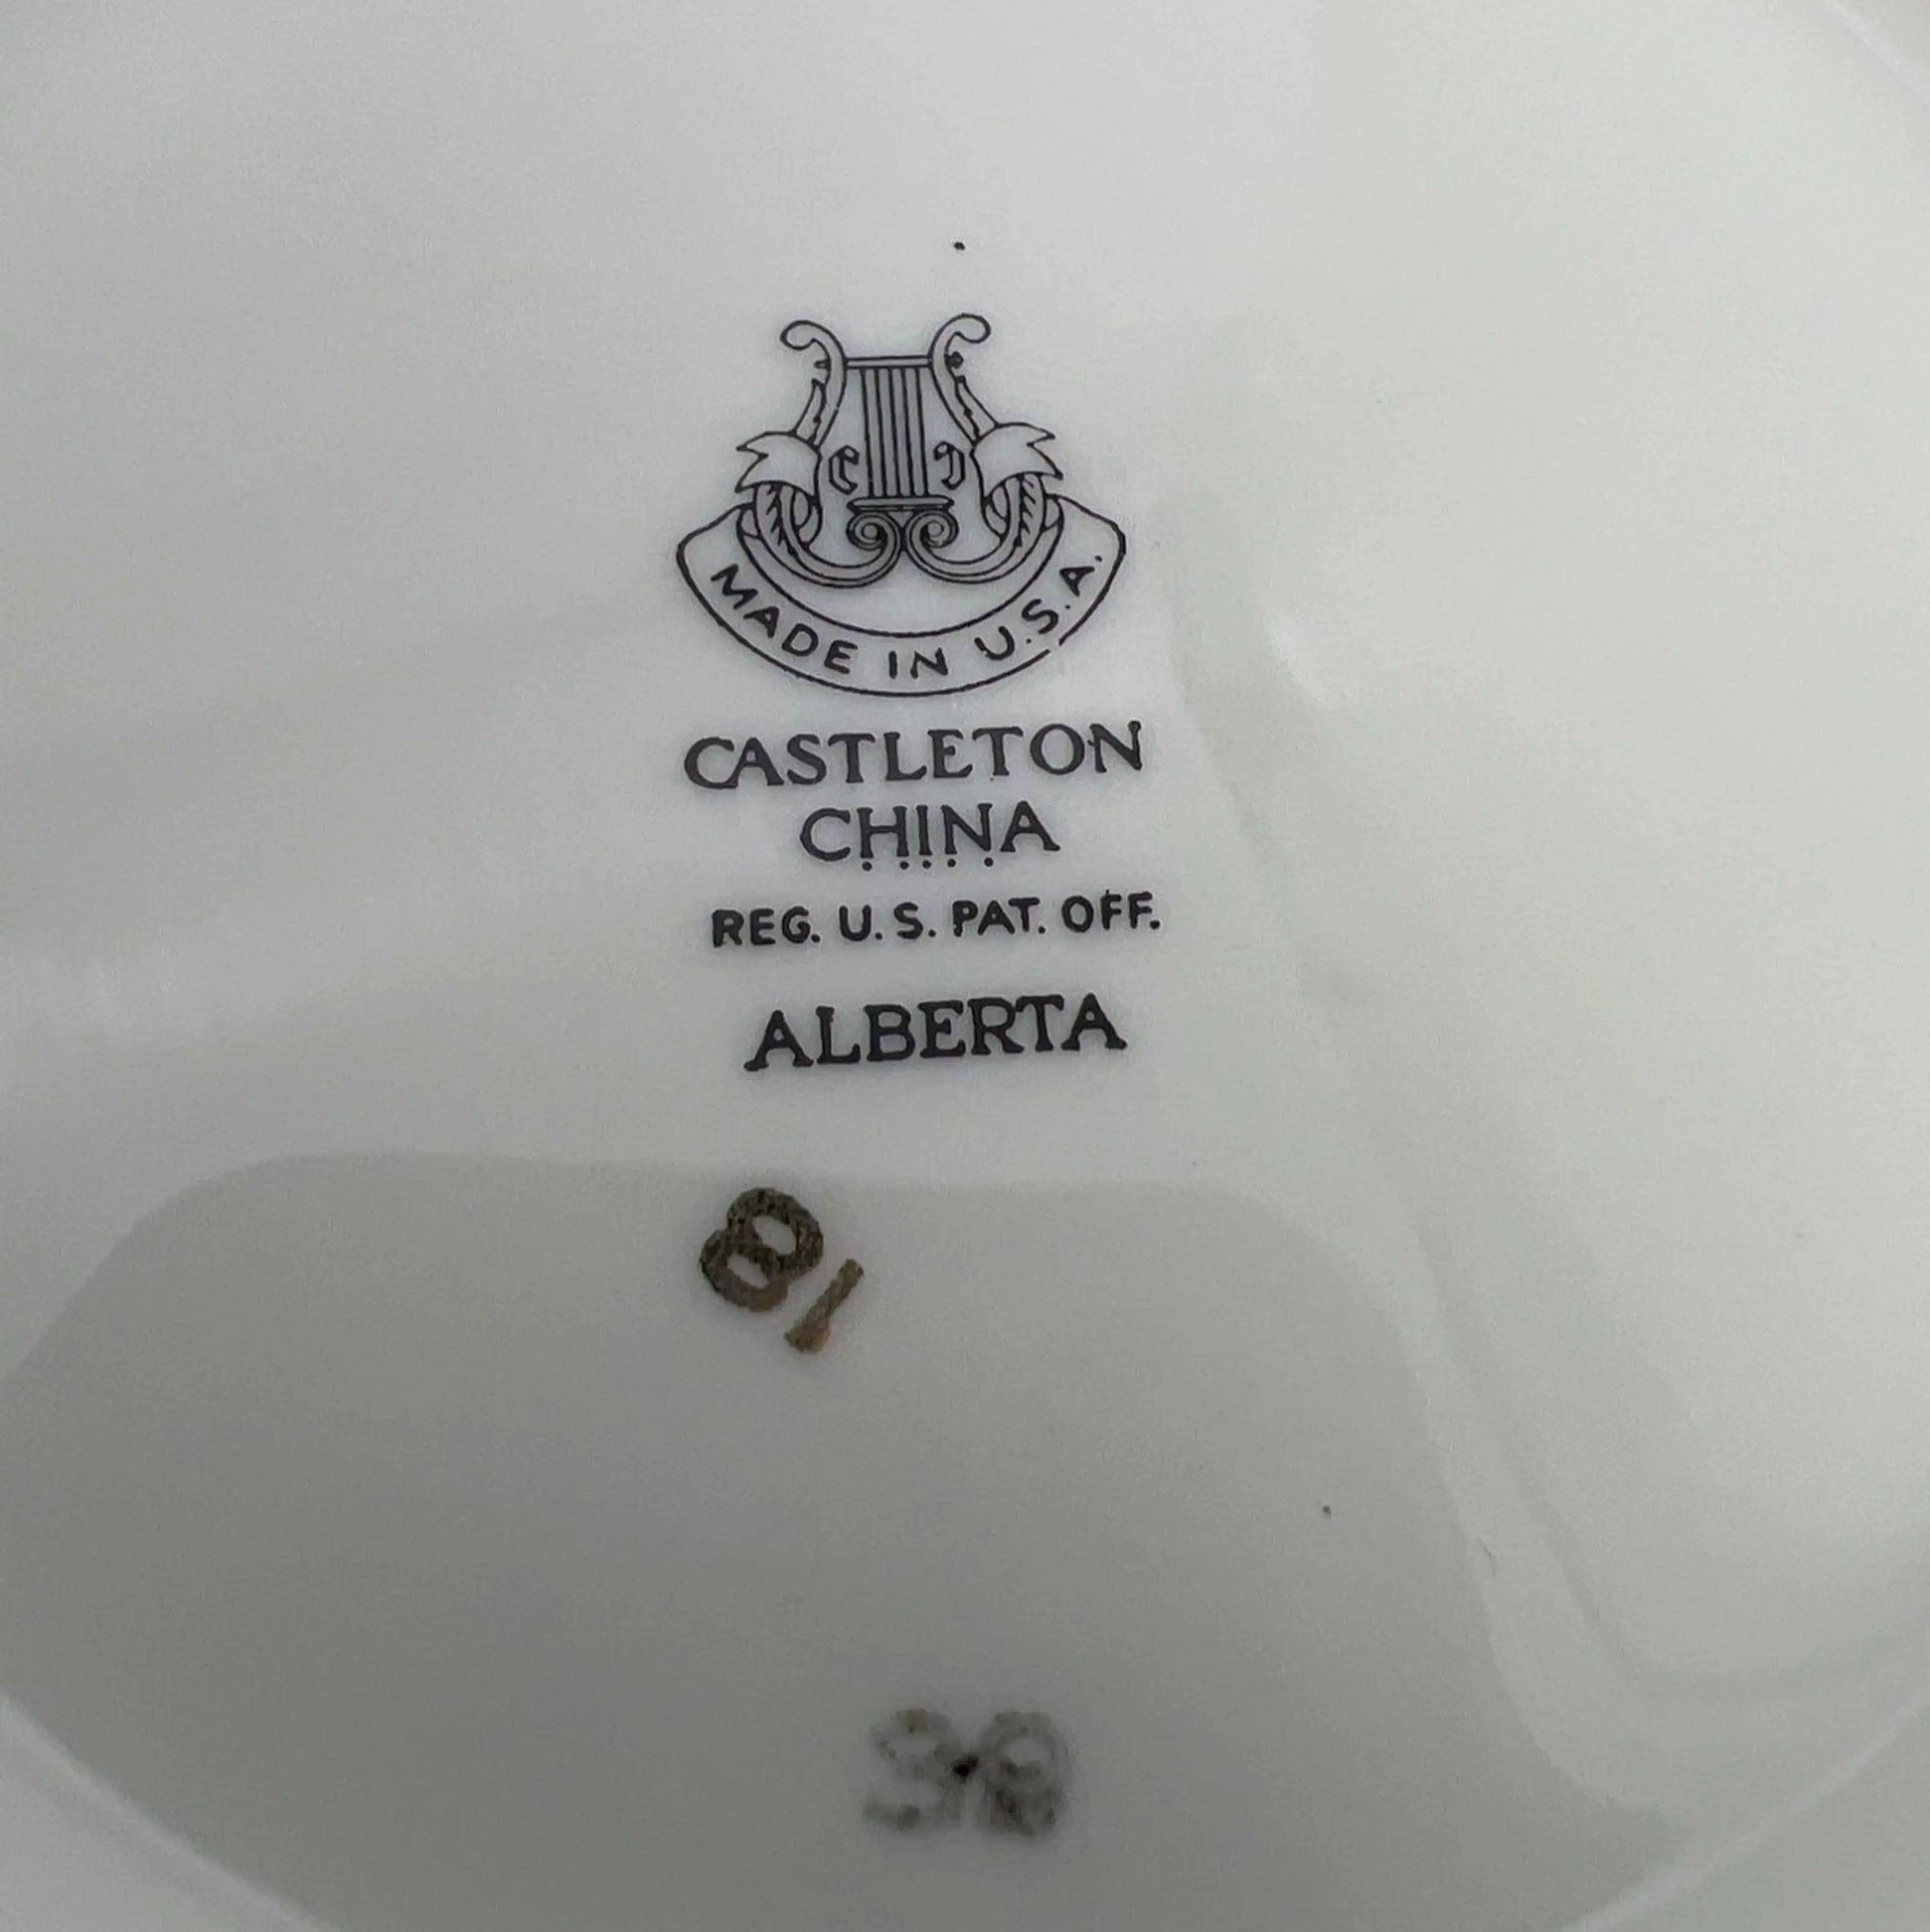 MADE IN U.S.A.
CASTLETON
CHINA
REG. U.S. PAT. OFF.
ALBERTA